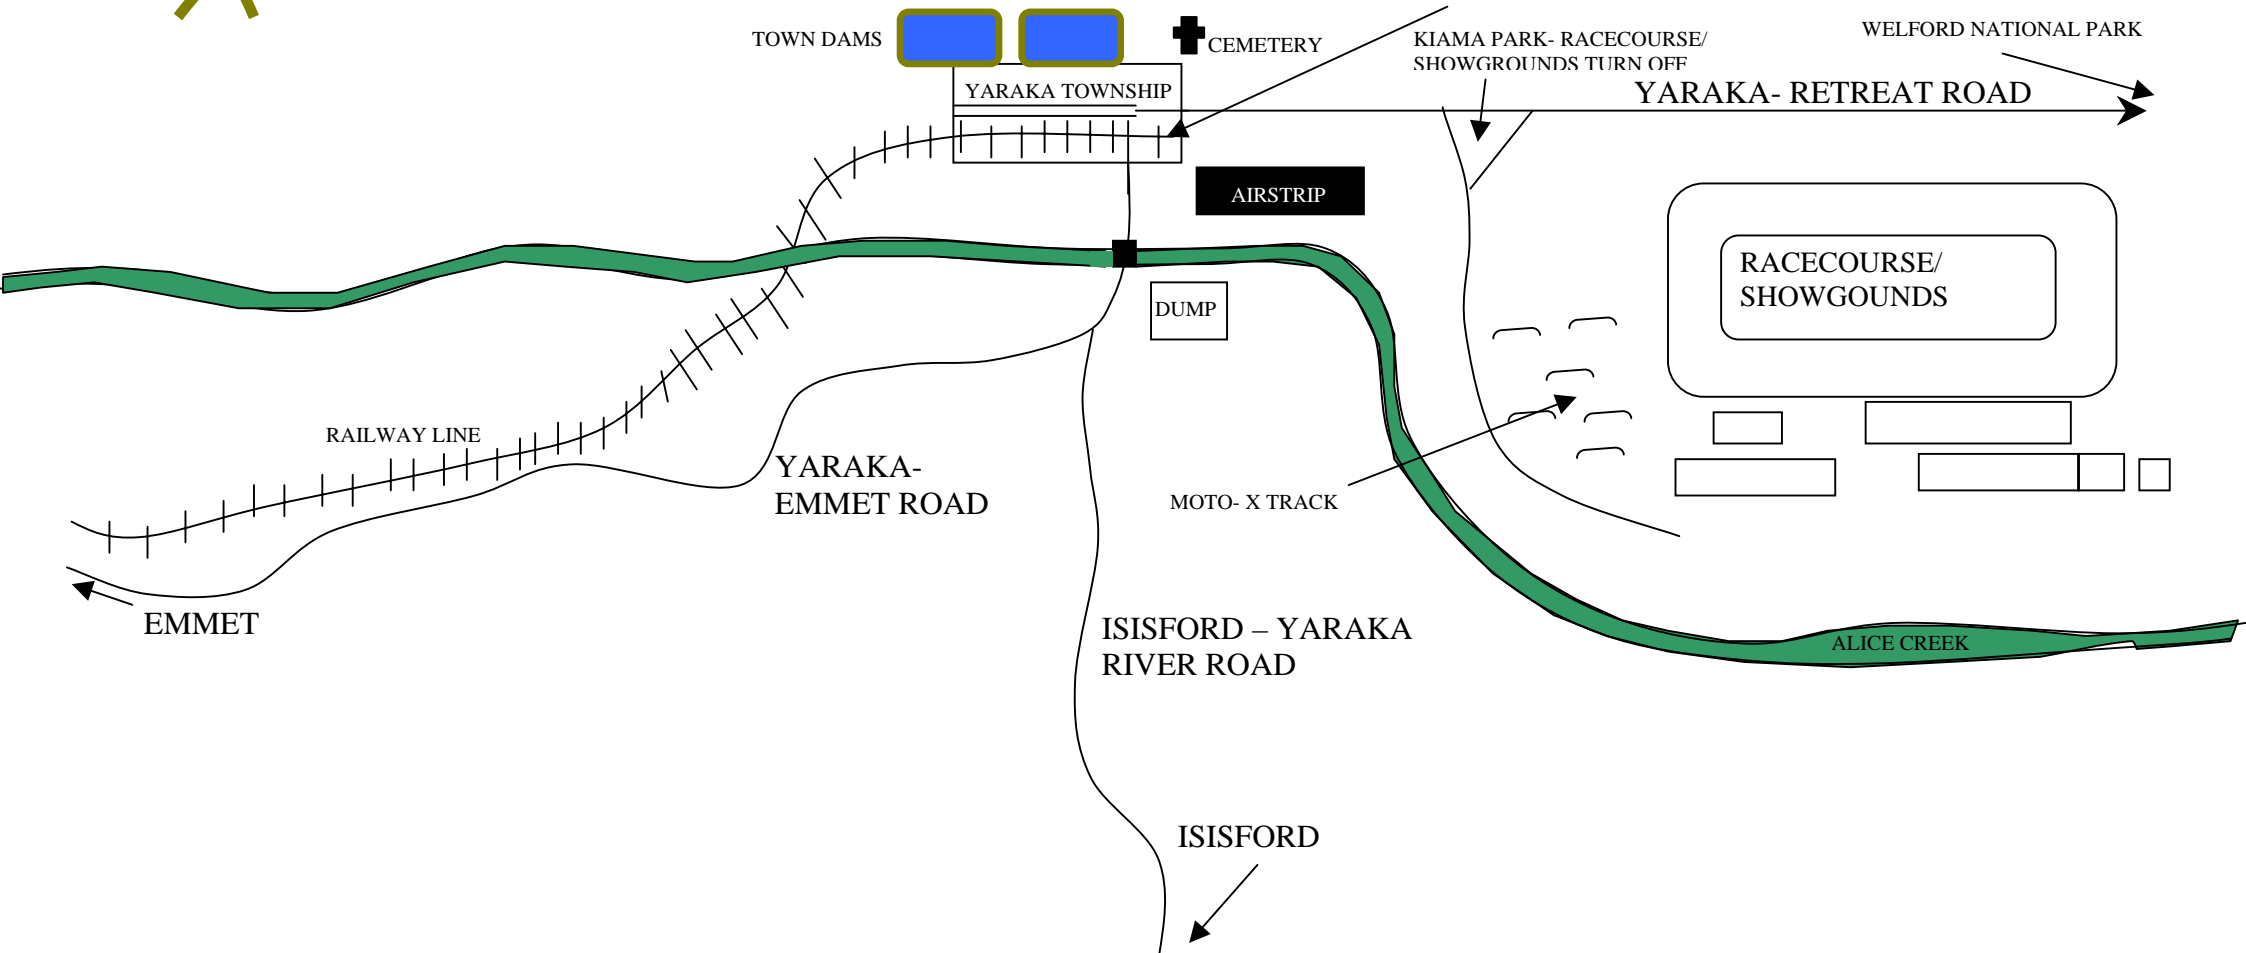 WELFORD NATIONAL PARK
TOWN DAMS
CEMETERY
KIAMA PARK- RACECOURSE/
SHOWGROUNDS TURN OFF
YARAKA TOWNSHIP
YARAKA- RETREAT ROAD
AIRSTRIP
RACECOURSE/
SHOWGOUNDS
DUMP
RAILWAY LINE
YARAKA-
EMMET ROAD
MOTO- X TRACK
EMMET
ISISFORD – YARAKA
RIVER ROAD
ALICE CREEK
ISISFORD